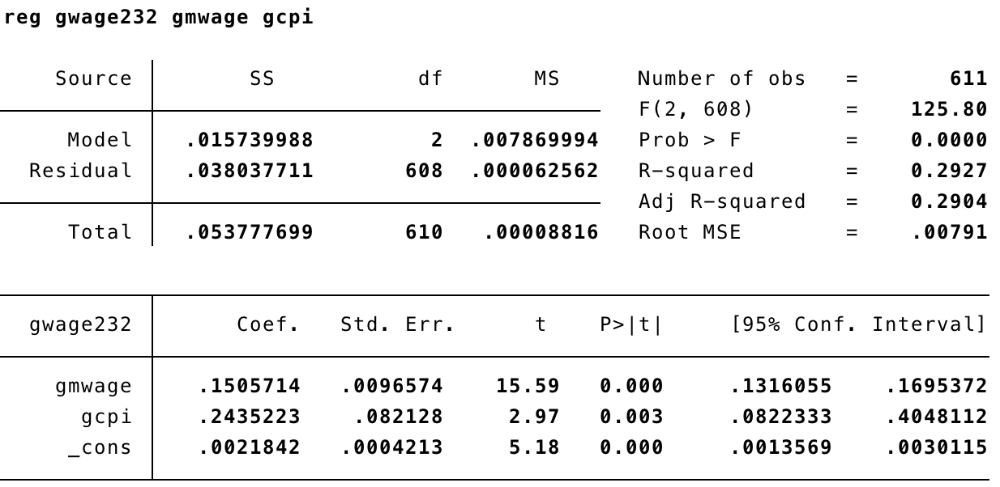 reg gwage232 gmwage gcpi
Source SS df MS Number of obs = 611
F(2, 608) = 125.80
Model .015739988 2 .007869994 Prob > F = 0.0000
Residual .038037711 608 .000062562 R-squared = 0.2927
Adj R-squared = 0.2904
Total .053777699 610 .00008816 Root MSE = .00791
gwage232 Coef. Std. Err. t P>|t| [95% Conf. Interval]
gmwage .1505714 .0096574 15.59 0.000 .1316055 .1695372
gcpi .2435223 .082128 2.97 0.003 .0822333 .4048112
_cons .0021842 .0004213 5.18 0.000 .0013569 .0030115